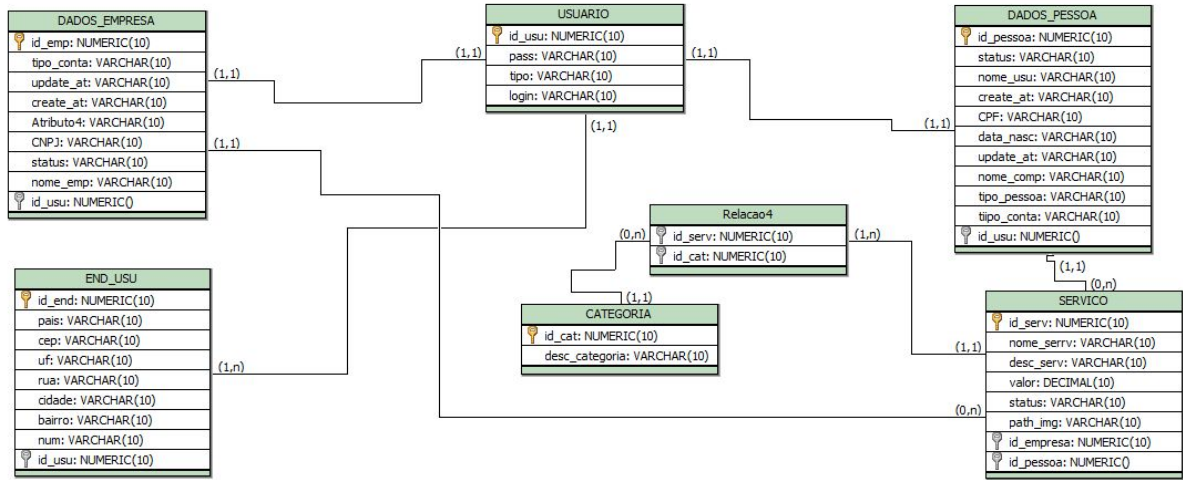 DADOS_EMPRESA
id_emp: NUMERIC(10)
tipo_conta: VARCHAR(10)
update_at: VARCHAR(10)
create_at: VARCHAR(10)
Atributo4: VARCHAR(10)
CNPJ: VARCHAR(10)
status: VARCHAR(10)
nome_emp: VARCHAR(10)
id_usu: NUMERIC()
(1,1)
(1,1)
USUARIO
id_usu: NUMERIC(10)
pass: VARCHAR(10)
tipo: VARCHAR(10)
login: VARCHAR(10)
(1,1)
(1,1)
(1,1)
DADOS_PESSOA
id_pessoa: NUMERIC(10)
status: VARCHAR(10)
nome_usu: VARCHAR(10)
create_at: VARCHAR(10)
CPF: VARCHAR(10)
data_nasc: VARCHAR(10)
update_at: VARCHAR(10)
nome_comp: VARCHAR(10)
tipo_pessoa: VARCHAR(10)
tiipo_conta: VARCHAR(10)
id_usu: NUMERIC()
(1,1)
(1,1)
(0,n)
Relacao4
id_serv: NUMERIC(10)
id_cat: NUMERIC(10)
(0,n)
(1,n)
(1,1)
CATEGORIA
id_cat: NUMERIC(10)
desc_categoria: VARCHAR(10)
END_USU
id_end: NUMERIC(10)
pais: VARCHAR(10)
cep: VARCHAR(10)
uf: VARCHAR(10)
rua: VARCHAR(10)
cidade: VARCHAR(10)
bairro: VARCHAR(10)
num: VARCHAR(10)
id_usu: NUMERIC(10)
(1,n)
SERVICO
id_serv: NUMERIC(10)
nome_serrv: VARCHAR(10)
desc_serv: VARCHAR(10)
valor: DECIMAL(10)
status: VARCHAR(10)
path_img: VARCHAR(10)
id_empresa: NUMERIC(10)
id_pessoa: NUMERIC()
(1,1)
(0,n)